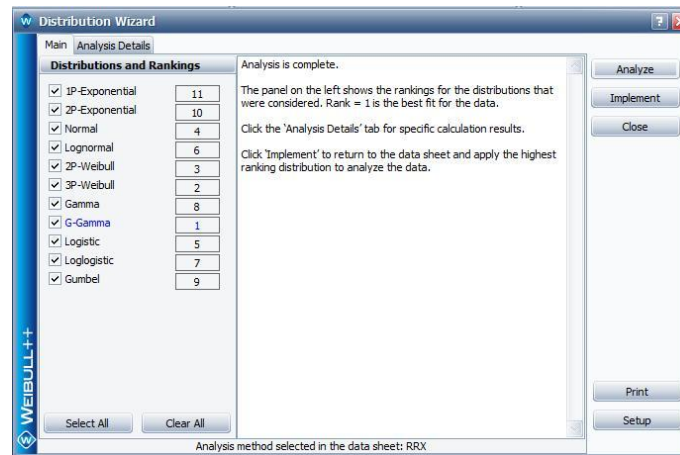 Distribution Wizard
Main Analysis Details
Distributions and Rankings
1P-Exponential 11
2P-Exponential 10
Normal 4
Lognormal 6
2P-Weibull 3
3P-Weibull 2
Gamma 8
G-Gamma 1
Logistic 5
Loglogistic 7
Gumbel 9
Select All Clear All
Analysis is complete.
The panel on the left shows the rankings for the distributions that
were considered. Rank = 1 is the best fit for the data.
Click the 'Analysis Details' tab for specific calculation results.
Click 'Implement' to return to the data sheet and apply the highest
ranking distribution to analyze the data.
Analyze
Implement
Close
Print
Setup
WEIBULL++
Analysis method selected in the data sheet: RRX